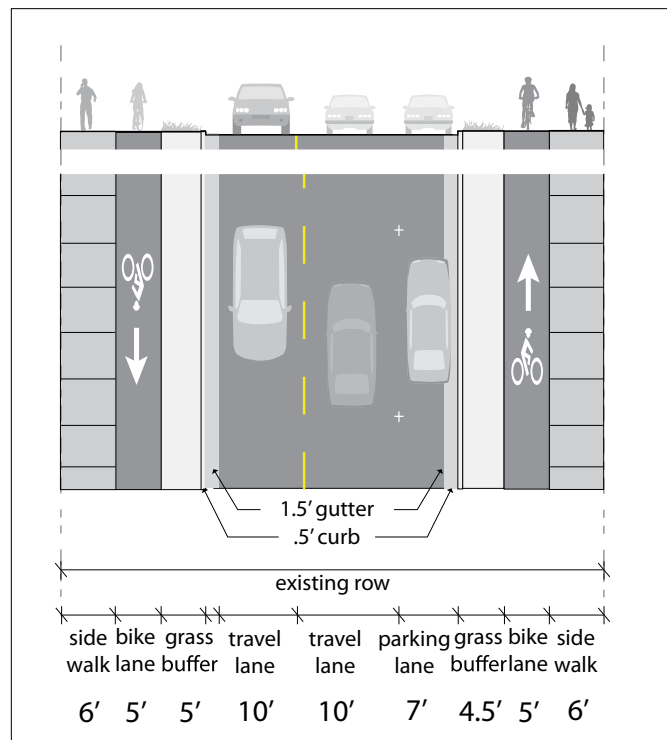 1.5’ gutter
.5’ curb
existing row
side bike grass travel travel parking grass bike side
walk lane buffer lane lane lane buffer lane walk
6’ 5’ 5’ 10’ 10’ 7’ 4.5’ 5’ 6’